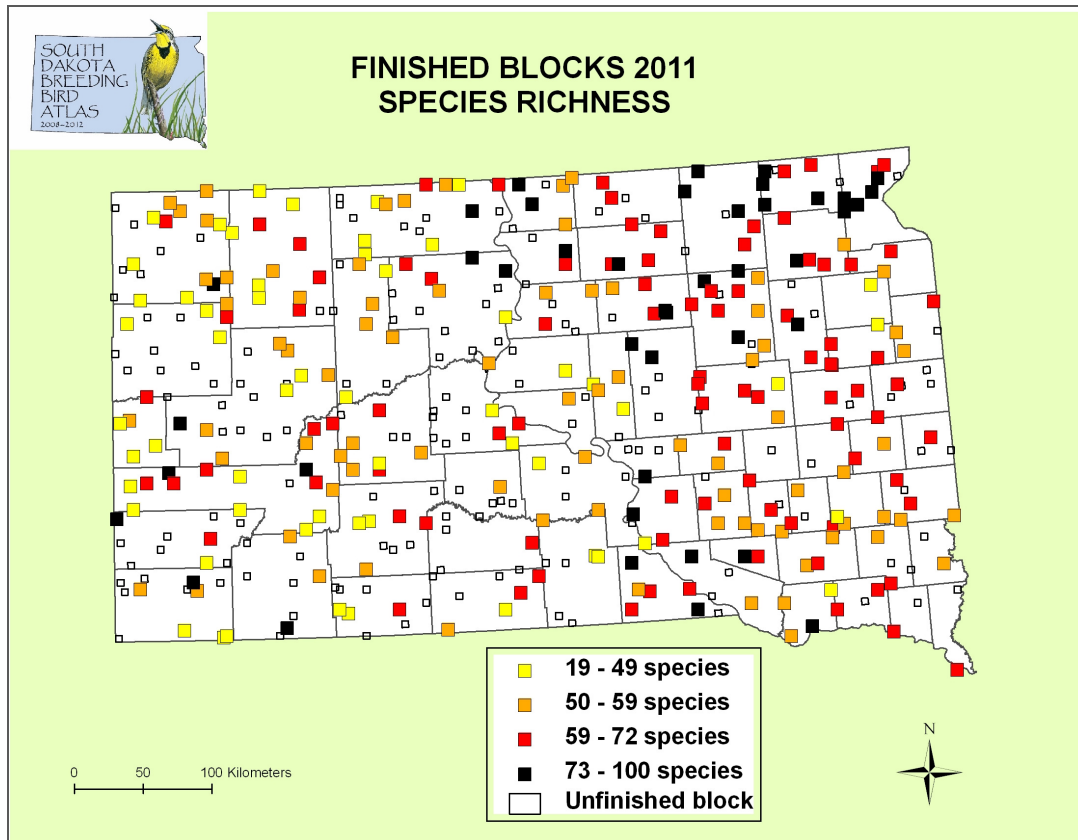 SOUTH
DAKOTA
BREEDING
BIRD
ATLAS
2008-2012
FINISHED BLOCKS 2011
SPECIES RICHNESS
19 - 49 species
50 - 59 species
59 - 72 species
73 - 100 species
Unfinished block
0 50 100 Kilometers
N